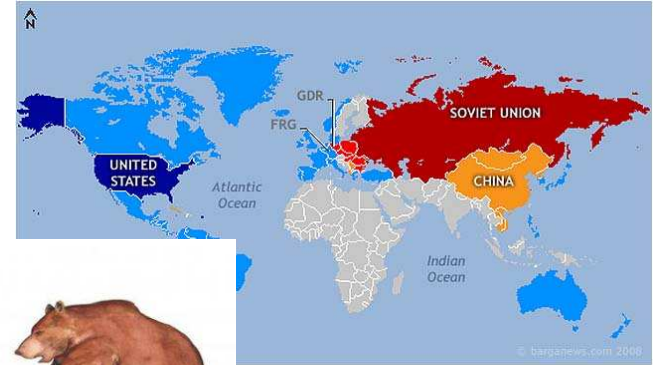 N
GDR
SOVIET UNION
FRG
UNITED
STATES
CHINA
Atlantic
Ocean
Indian
Ocean
© barganews.com 2008